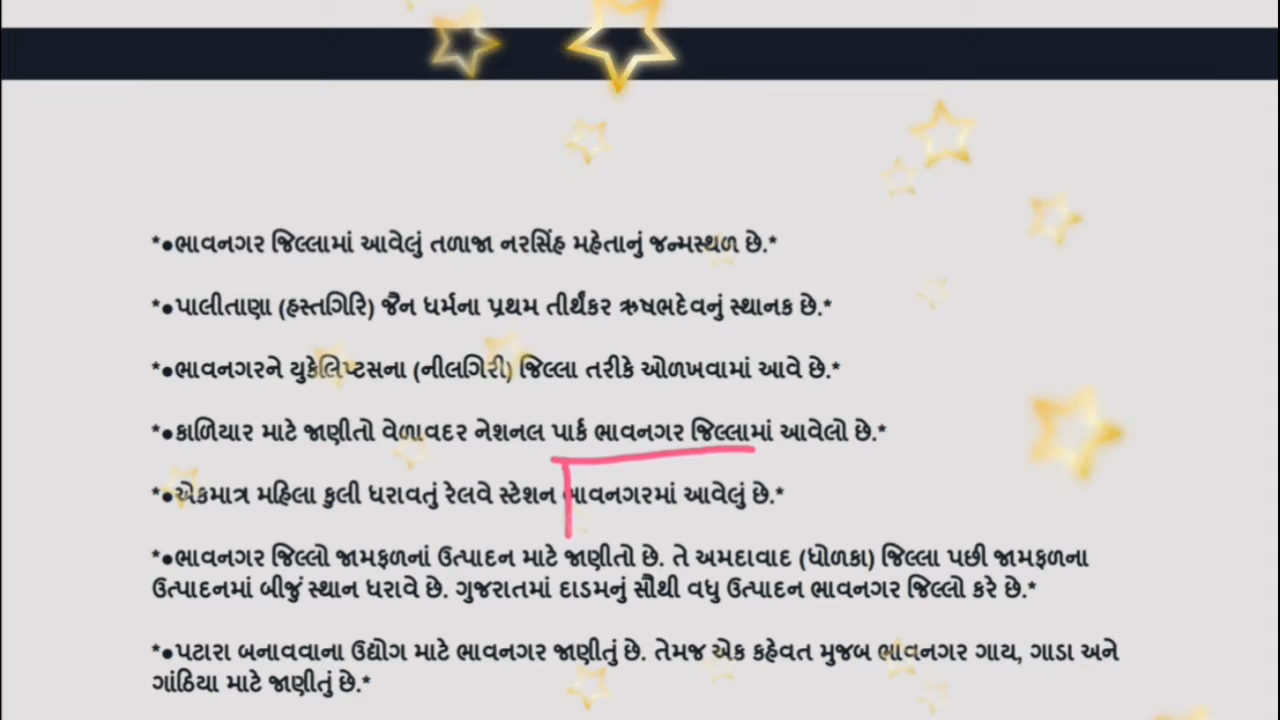 *●ભાવનગર જિલ્લામાં આવેલું તળાજા નરસિંહ મહેતાનું જન્મસ્થળ છે.*
*●પાલીતાણા (હસ્તગિરિ) જૈન ધર્મના પ્રથમ તીર્થંકર ઋષભદેવનું સ્થાનક છે.*
*●ભાવનગરને યુકેલિપ્ટસના (નીલગિરી) જિલ્લા તરીકે ઓળખવામાં આવે છે.*
*●કાળિયાર માટે જાણીતો વેળાવદર નેશનલ પાર્ક ભાવનગર જિલ્લામાં આવેલો છે.*
*●એકમાત્ર મહિલા કુલી ધરાવતું રેલવે સ્ટેશન ભાવનગરમાં આવેલું છે.*
*●ભાવનગર જિલ્લો જામફળનાં ઉત્પાદન માટે જાણીતો છે. તે અમદાવાદ (ધોળકા) જિલ્લા પછી જામફળના
ઉત્પાદનમાં બીજું સ્થાન ધરાવે છે. ગુજરાતમાં દાડમનું સૌથી વધુ ઉત્પાદન ભાવનગર જિલ્લો કરે છે.*
*●પટારા બનાવવાના ઉદ્યોગ માટે ભાવનગર જાણીતું છે. તેમજ એક કહેવત મુજબ ભાવનગર ગાય, ગાડા અને
ગાંઠિયા માટે જાણીતું છે.*